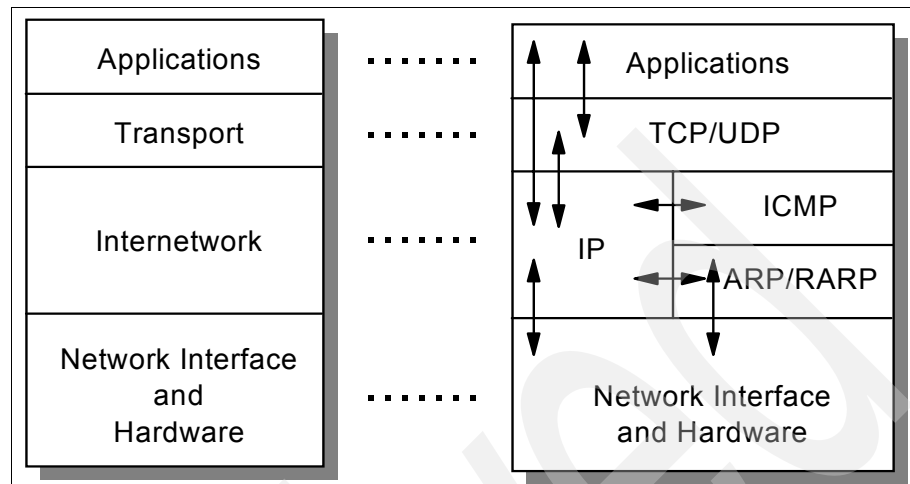 Applications
Transport
Internetwork
Network Interface
and
Hardware
Applications
TCP/UDP
IP
ICMP
ARP/RARP
Network Interface
and Hardware